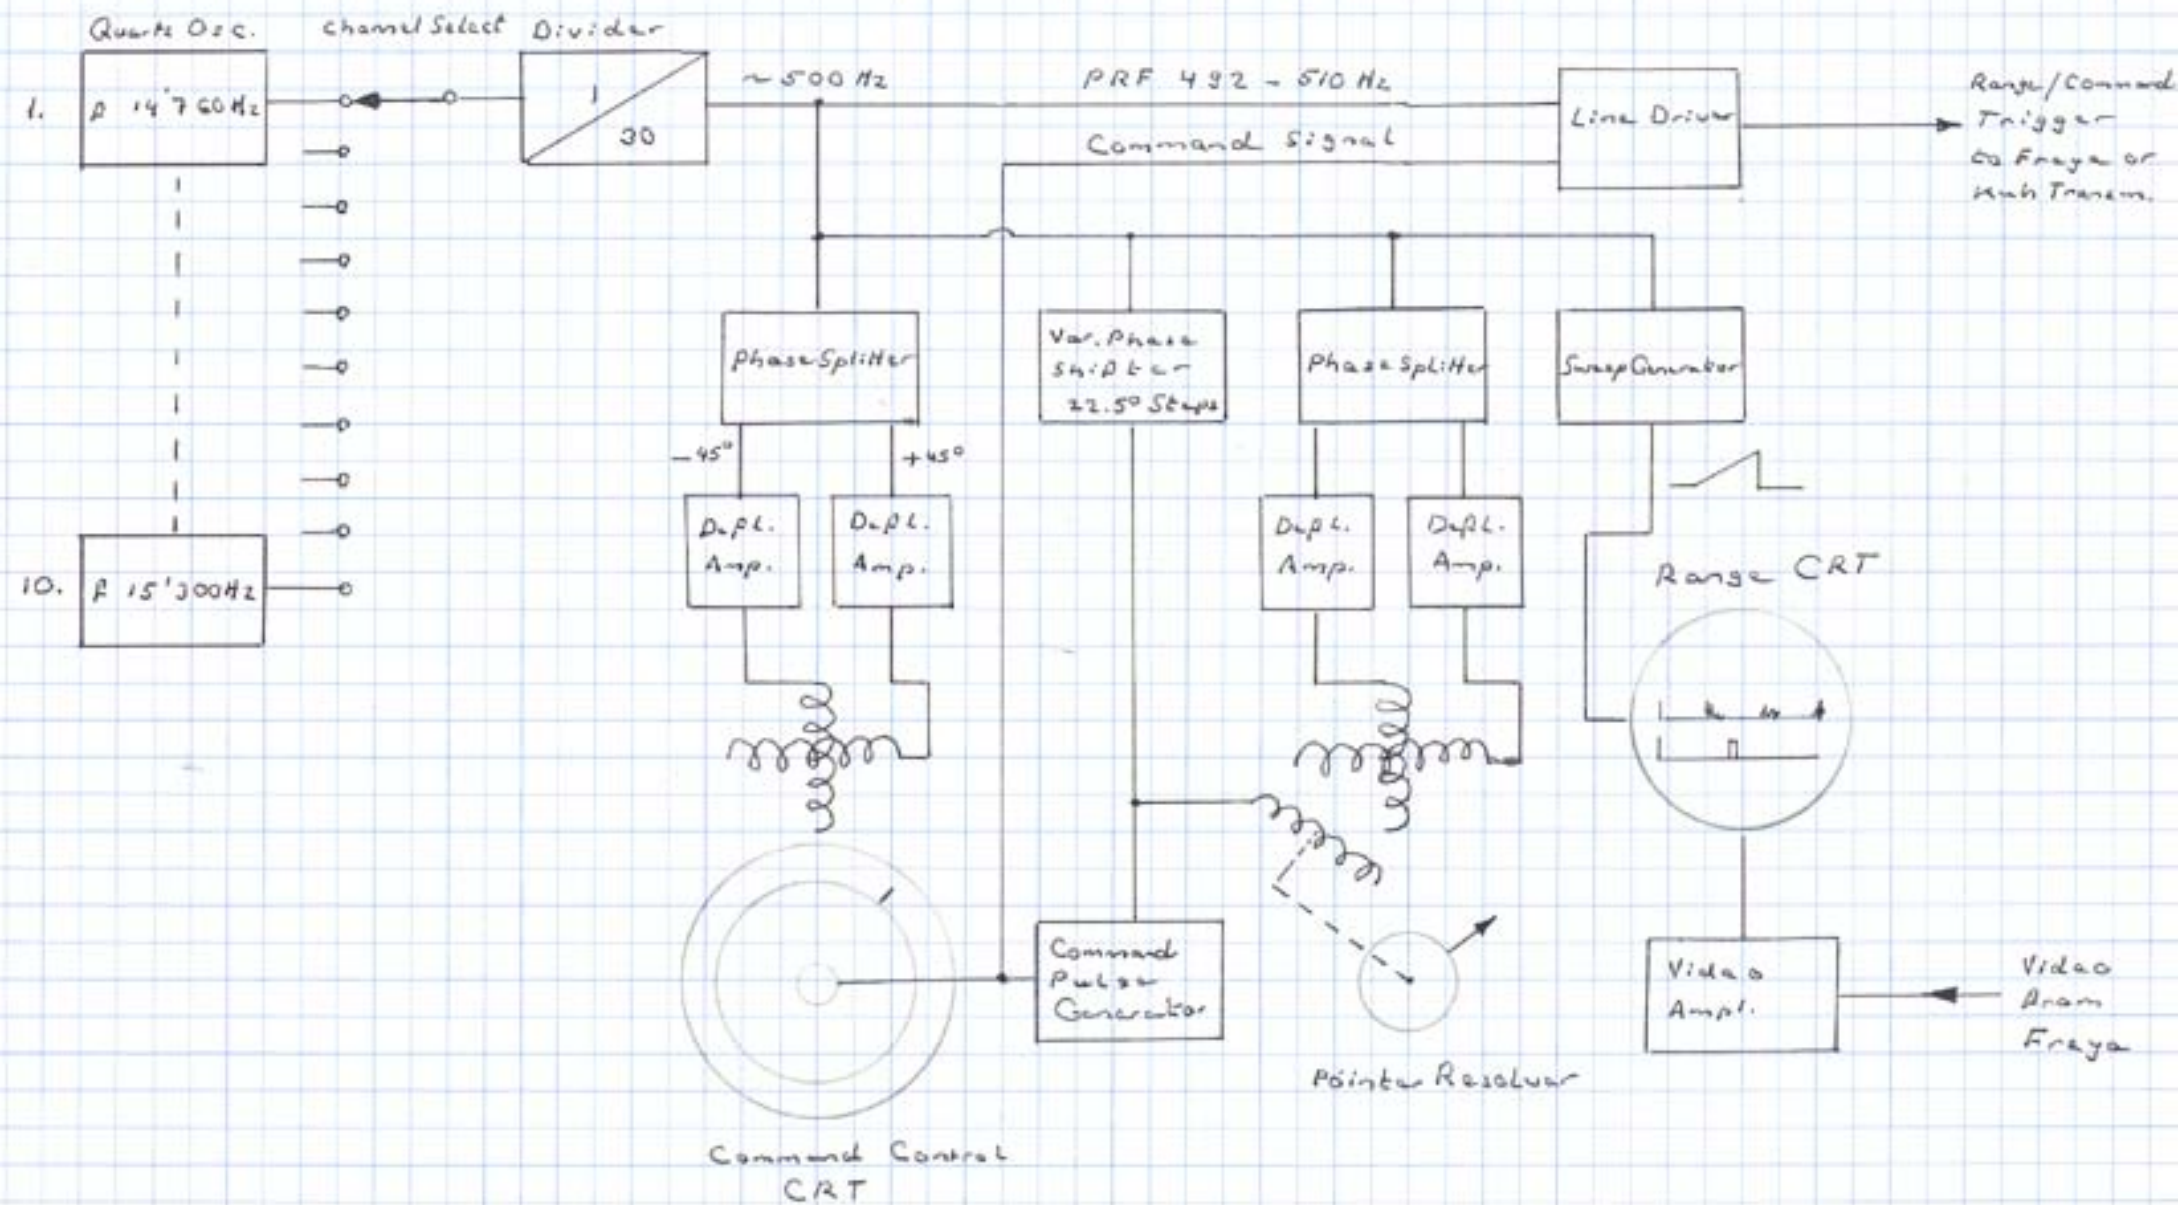 Quartz Osc.
Channel Select
Divider
1.
f 14'760Hz
1
30
~500 Hz
PRF 492 - 510 Hz
Command Signal
Line Driver
Range/Command
Trigger
to Freya or
Kuh Transm.
Phase Splitter
Var. Phase
Shifter
22.5° Steps
Phase Splitter
Sweep Generator
-45°
+45°
Defl.
Amp.
Defl.
Amp.
Defl.
Amp.
Defl.
Amp.
10.
f 15'300Hz
Range CRT
Command
Pulse
Generator
Video
Ampl.
Video
from
Freya
Pointer Resolver
Command Control
CRT